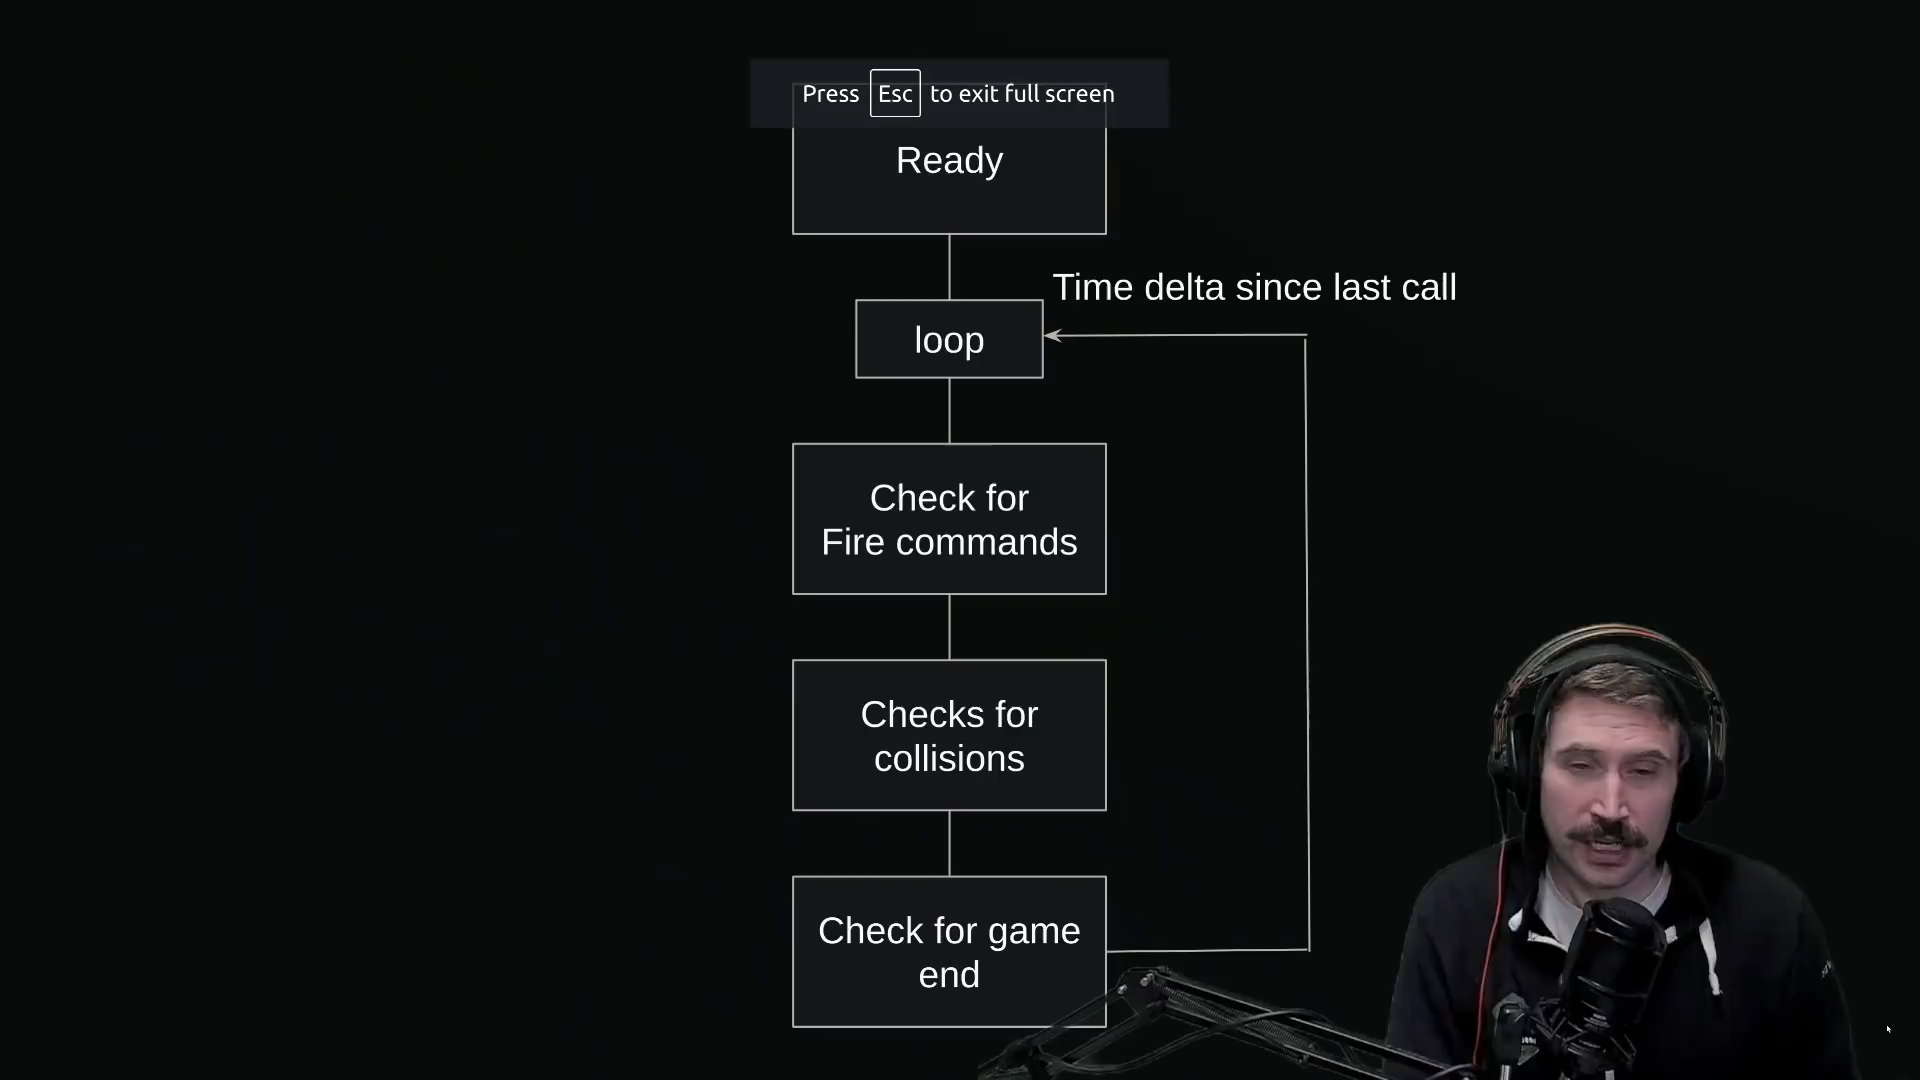 Press Esc to exit full screen
Ready
Time delta since last call
loop
Check for
Fire commands
Checks for
collisions
Check for game
end